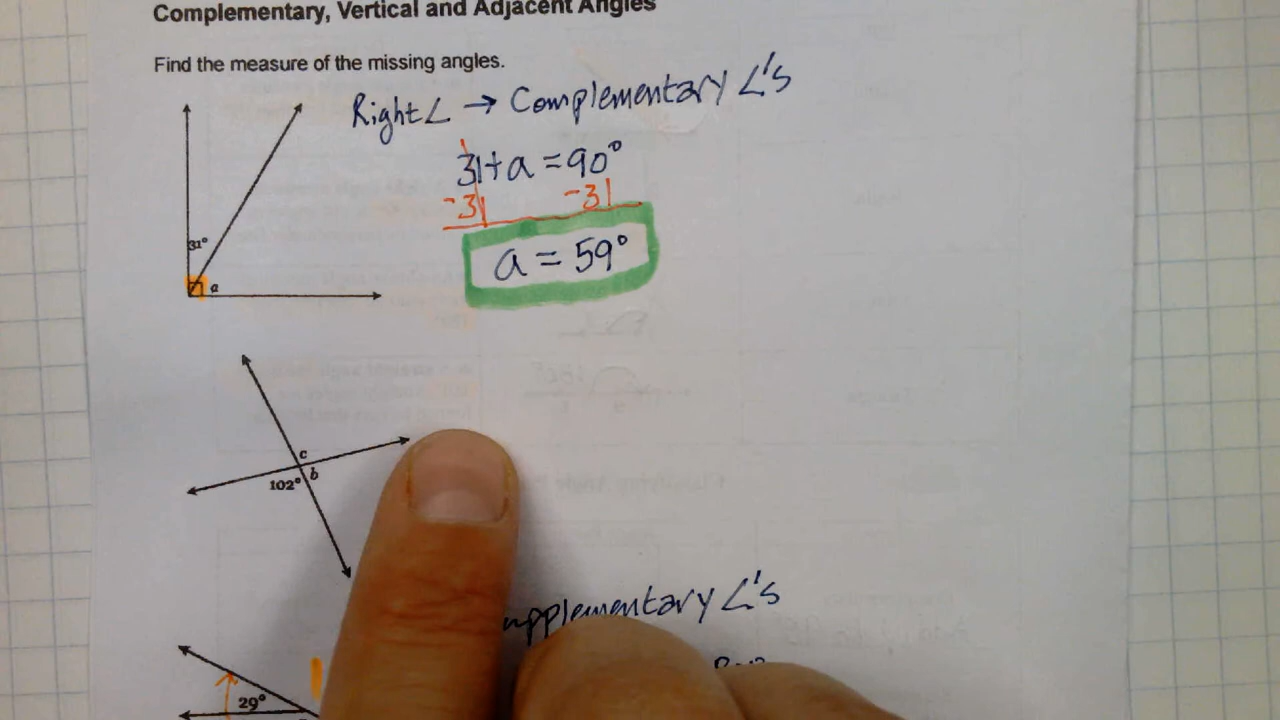 Complementary, Vertical and Adjacent Angles
Find the measure of the missing angles.
Right∠ → Complementary ∠'s
31+a=90°
-31 -31
a = 59°
31°
a
c
b
102°
∠'s
29°